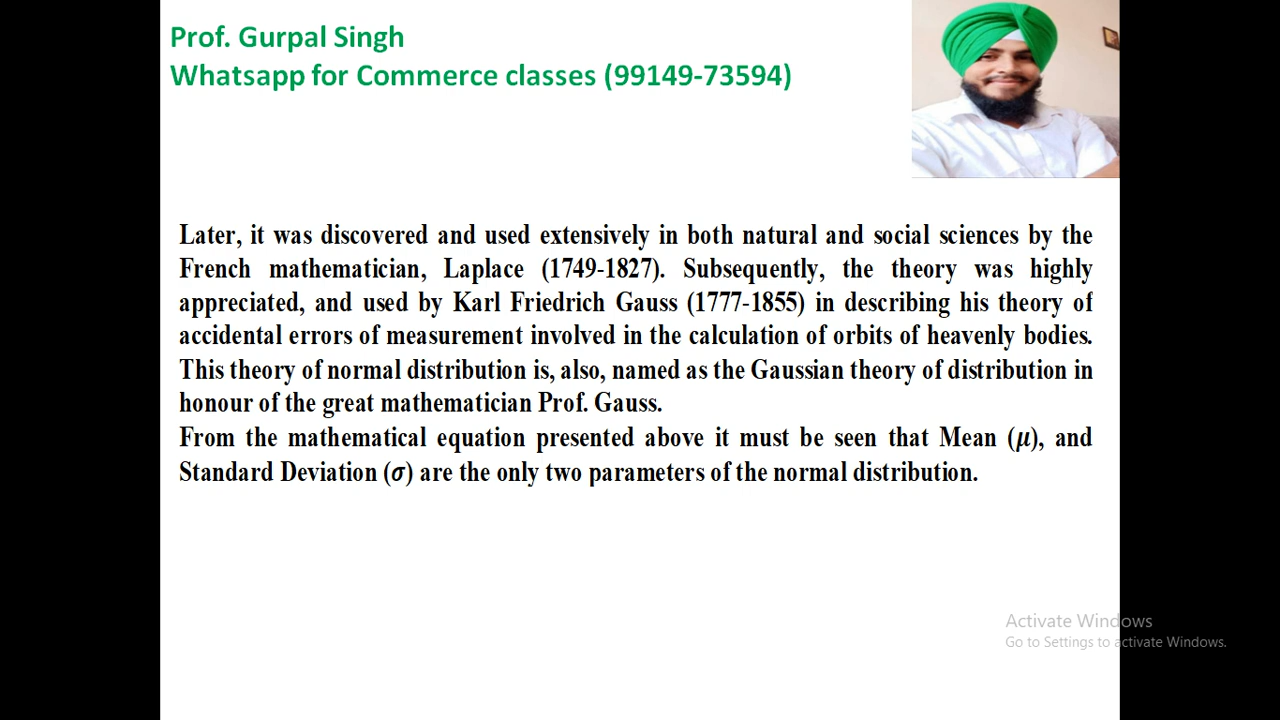 Prof. Gurpal Singh
Whatsapp for Commerce classes (99149-73594)
Later, it was discovered and used extensively in both natural and social sciences by the
French mathematician, Laplace (1749-1827). Subsequently, the theory was highly
appreciated, and used by Karl Friedrich Gauss (1777-1855) in describing his theory of
accidental errors of measurement involved in the calculation of orbits of heavenly bodies.
This theory of normal distribution is, also, named as the Gaussian theory of distribution in
honour of the great mathematician Prof. Gauss.
From the mathematical equation presented above it must be seen that Mean (μ), and
Standard Deviation (σ) are the only two parameters of the normal distribution.
Activate Windows
Go to Settings to activate Windows.